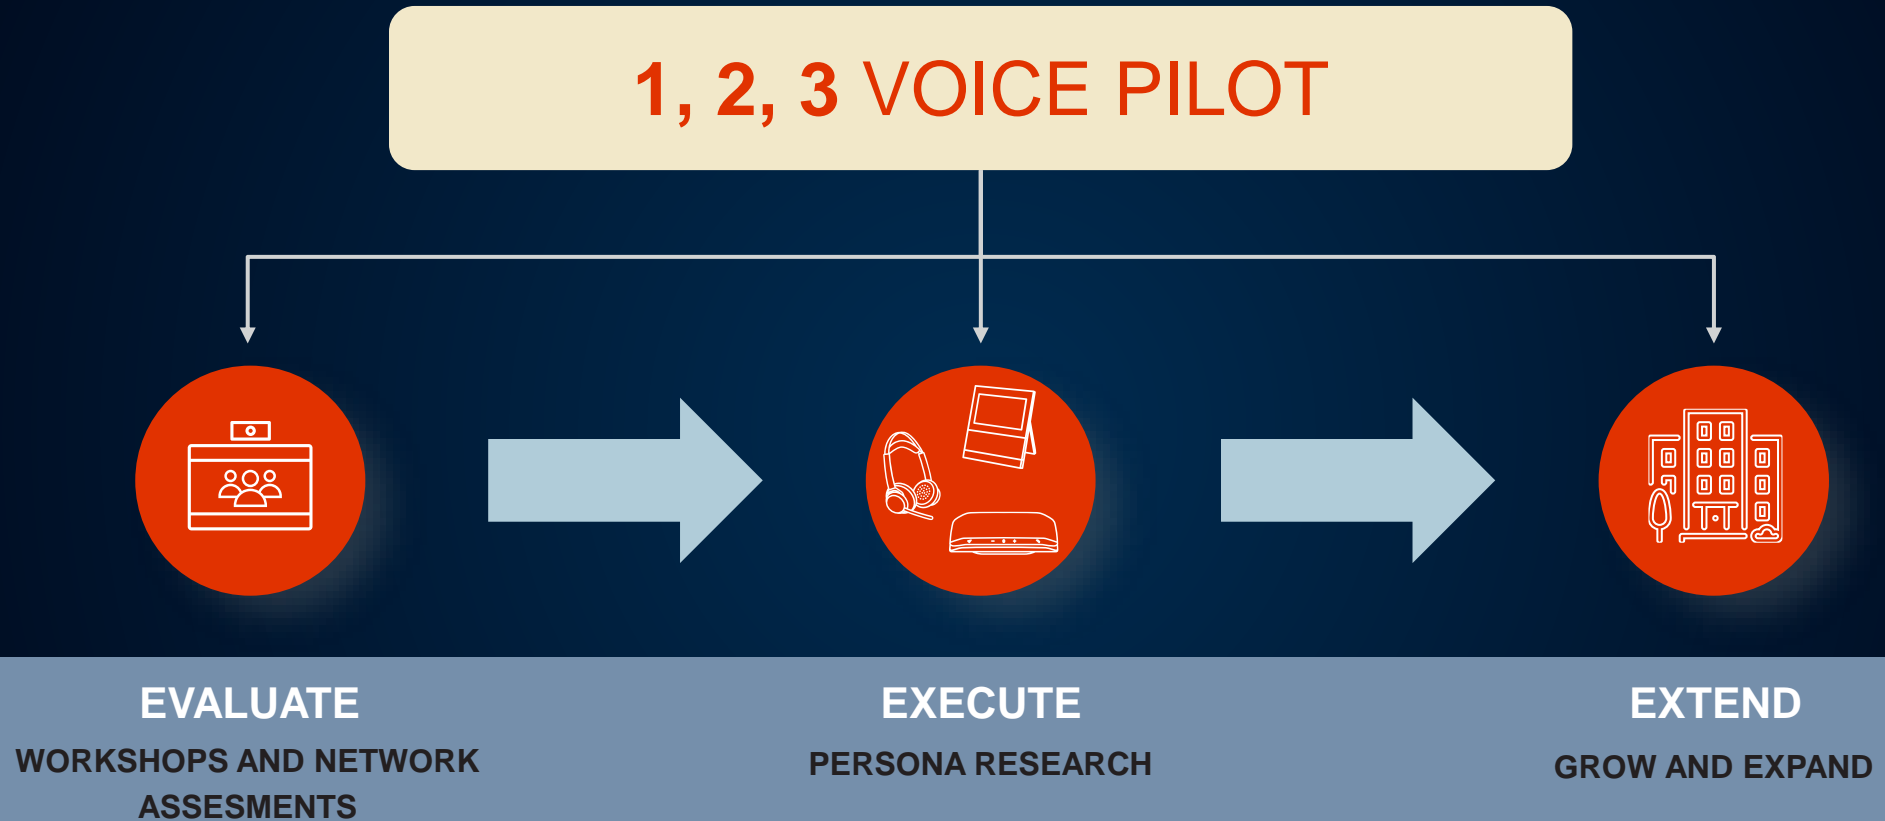 1, 2, 3 VOICE PILOT
EVALUATE
WORKSHOPS AND NETWORK
ASSESMENTS
EXECUTE
PERSONA RESEARCH
EXTEND
GROW AND EXPAND